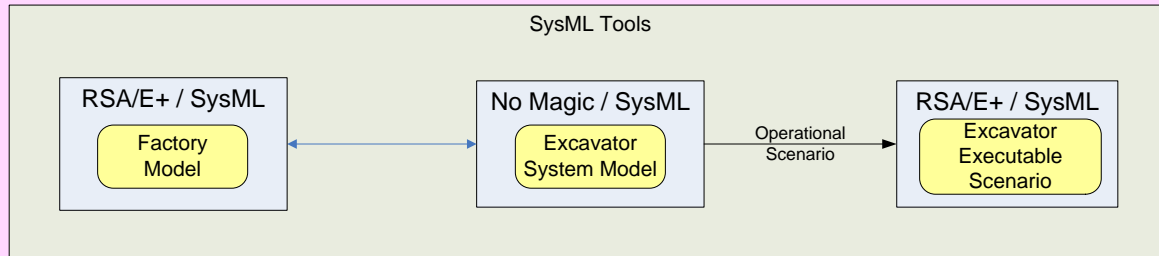 SysML Tools
RSA/E+ / SysML
Factory
Model
No Magic / SysML
Excavator
System Model
Operational
Scenario
RSA/E+ / SysML
Excavator
Executable
Scenario